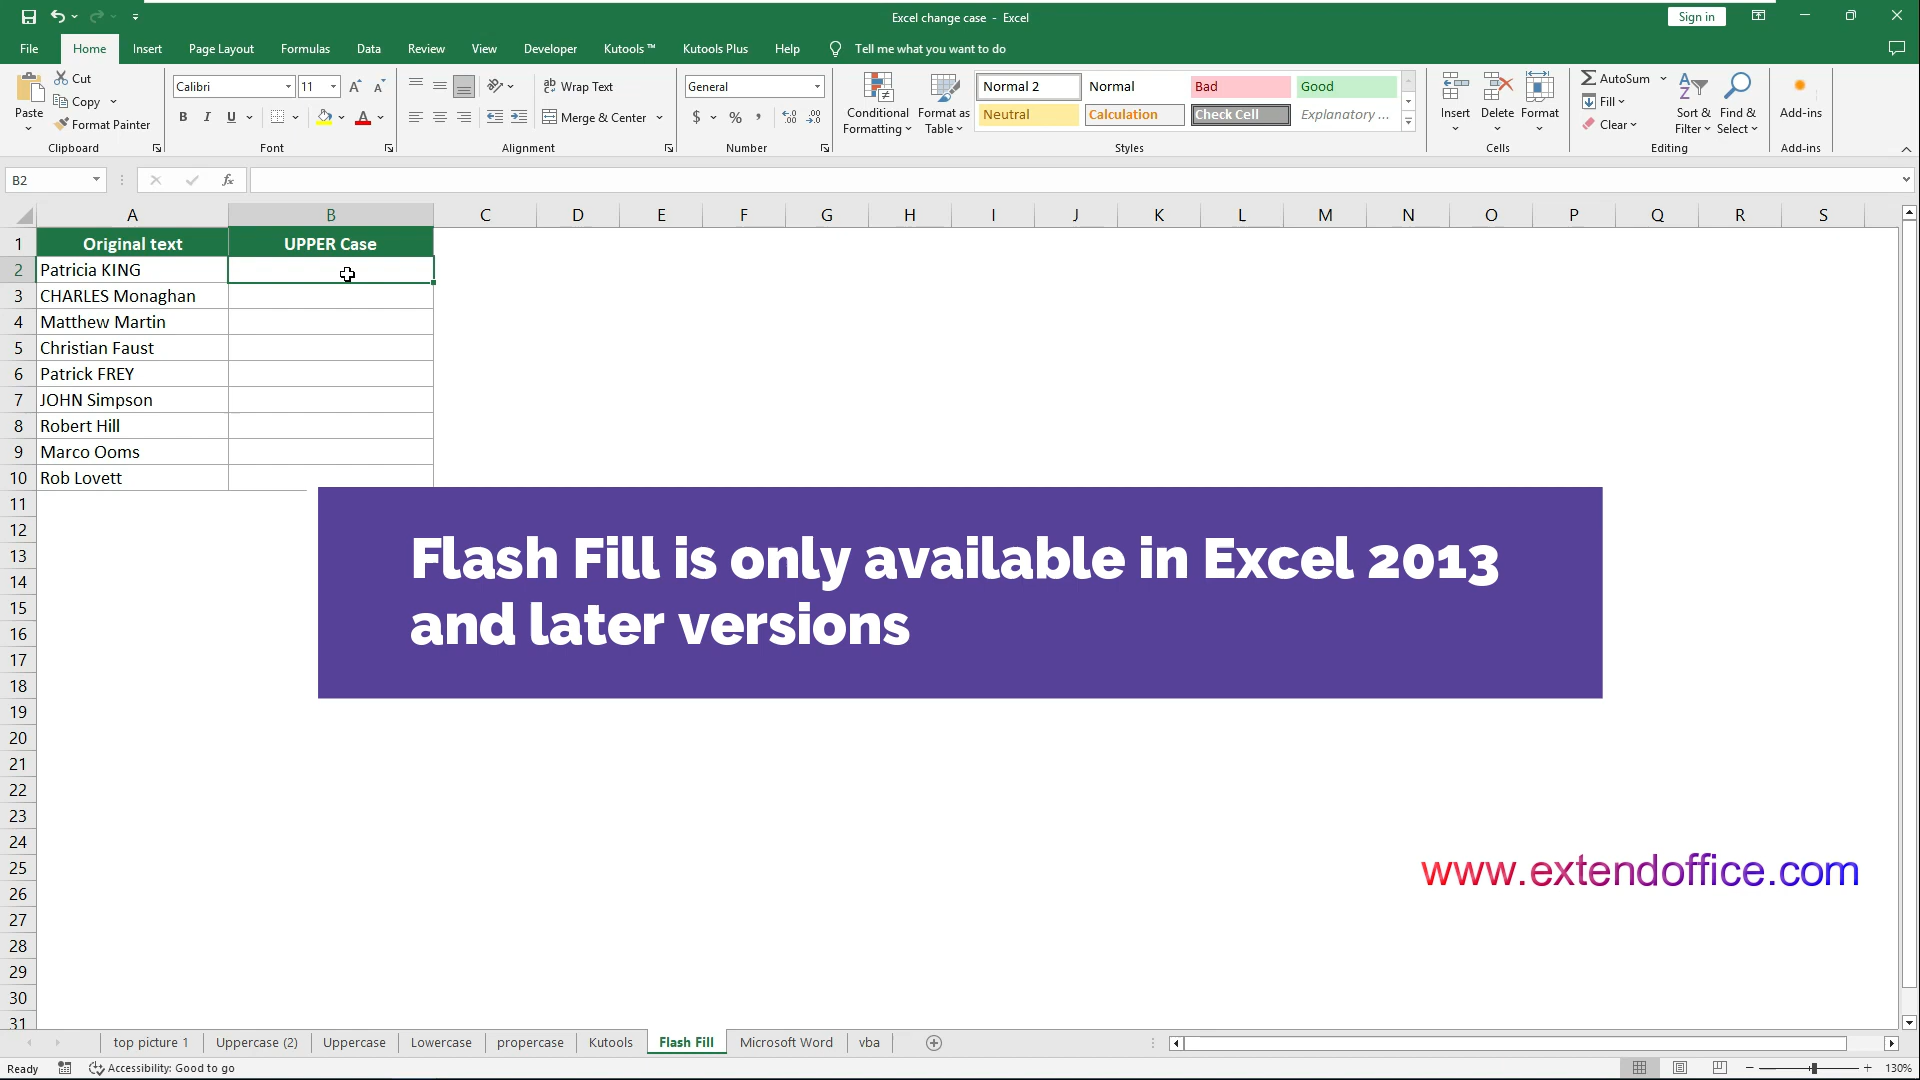 Excel change case - Excel
Sign in
File Home Insert Page Layout Formulas Data Review View Developer Kutools™ Kutools Plus Help Tell me what you want to do
Paste
Cut
Copy
Format Painter
Clipboard
Calibri 11
B I U
Font
Wrap Text
Merge & Center
Alignment
General
$ % ,
Number
Conditional Formatting
Format as Table
Normal 2 Normal Bad Good
Neutral Calculation Check Cell Explanatory ...
Styles
Insert Delete Format
Cells
AutoSum
Fill
Clear
Sort & Filter
Find & Select
Editing
Add-ins
Add-ins
B2
fx
A B C D E F G H I J K L M N O P Q R S
1 Original text UPPER Case
2 Patricia KING
3 CHARLES Monaghan
4 Matthew Martin
5 Christian Faust
6 Patrick FREY
7 JOHN Simpson
8 Robert Hill
9 Marco Ooms
10 Rob Lovett
11
12
13
14
15
16
17
18
19
20
21
22
23
24
25
26
27
28
29
30
31
Flash Fill is only available in Excel 2013
and later versions
www.extendoffice.com
top picture 1 Uppercase (2) Uppercase Lowercase propercase Kutools Flash Fill Microsoft Word vba
Ready Accessibility: Good to go 130%